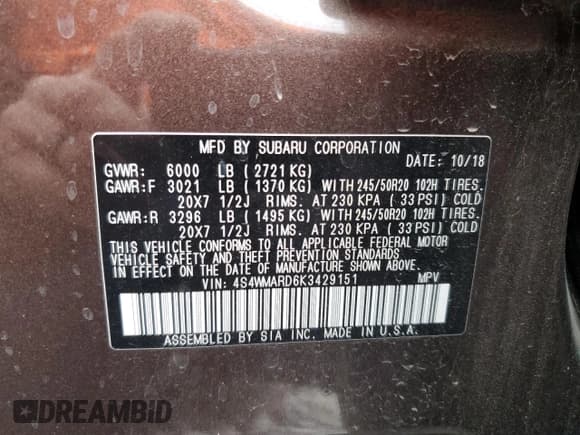 MFD BY SUBARU CORPORATION
DATE: 10/18
GVWR: 6000 LB ( 2721 KG)
GAWR:F 3021 LB ( 1370 KG) WITH 245/50R20 102H TIRES.
20X7 1/2J RIMS. AT 230 KPA ( 33 PSI) COLD
GAWR:R 3296 LB ( 1495 KG) WITH 245/50R20 102H TIRES.
20X7 1/2J RIMS. AT 230 KPA ( 33 PSI) COLD
THIS VEHICLE CONFORMS TO ALL APPLICABLE FEDERAL MOTOR
VEHICLE SAFETY AND THEFT PREVENTION STANDARDS
IN EFFECT ON THE DATE OF MANUFACTURE SHOWN ABOVE.
VIN: 4S4WMARD6K3429151 MPV
ASSEMBLED BY SIA INC. MADE IN U.S.A.
DREAMBID